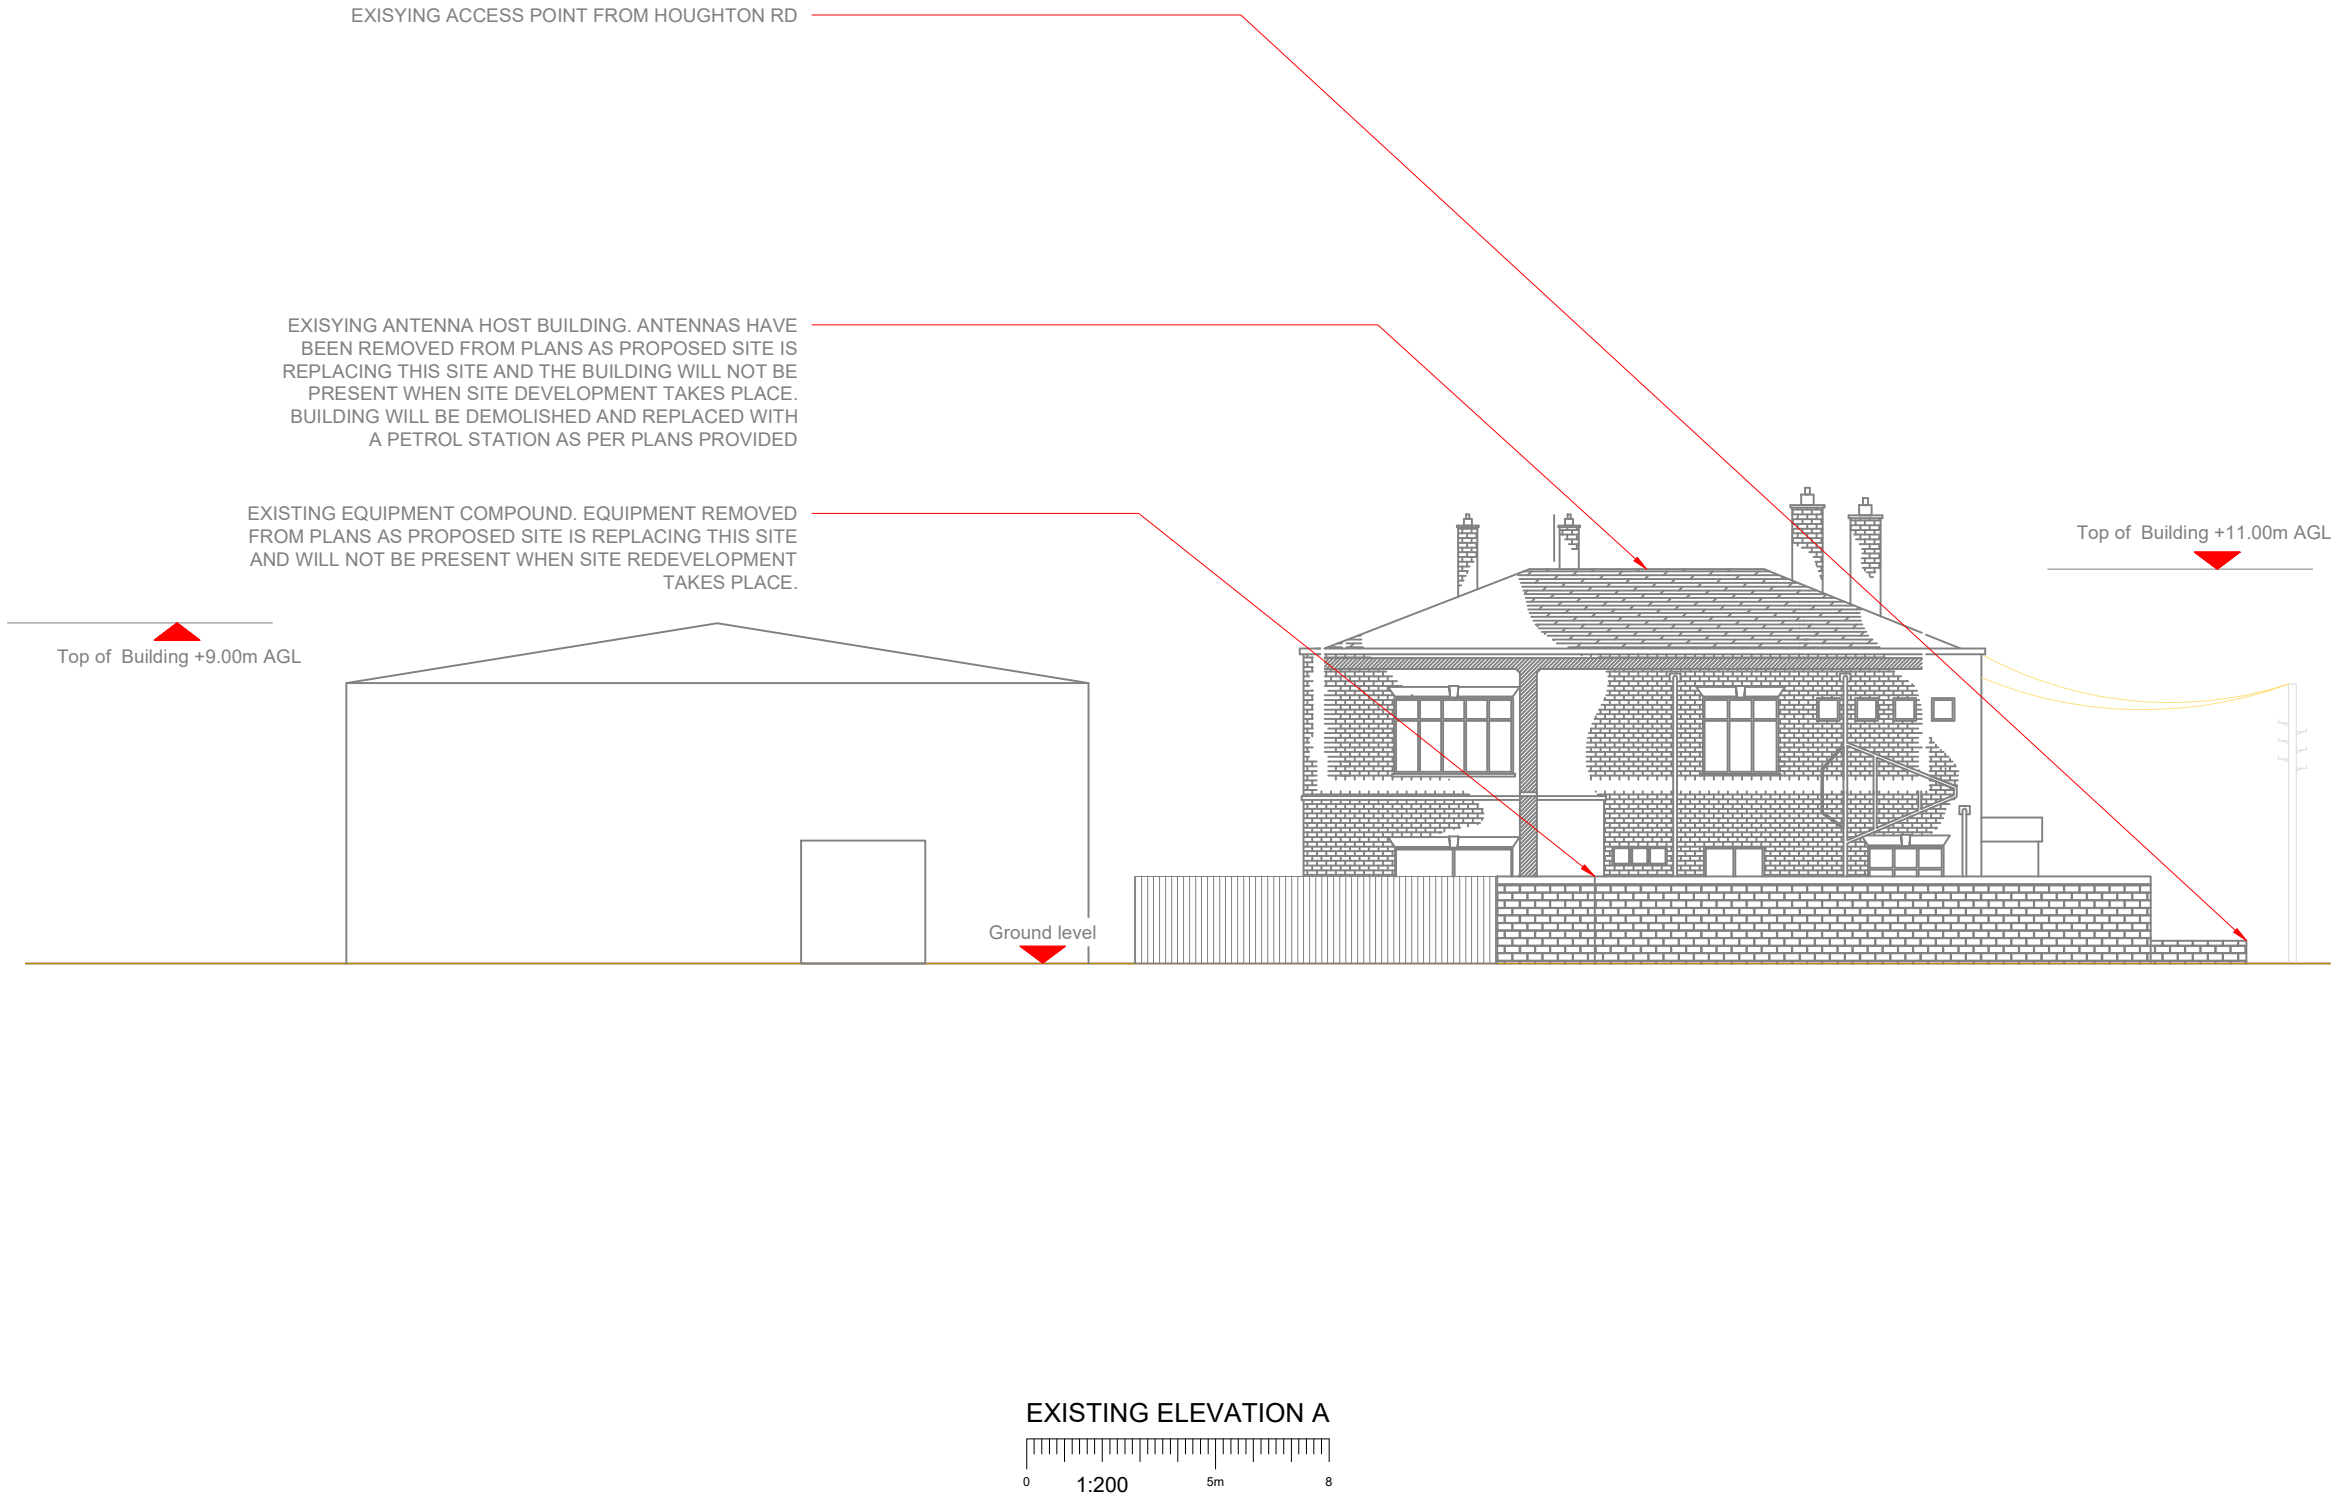 EXISYING ACCESS POINT FROM HOUGHTON RD
EXISYING ANTENNA HOST BUILDING. ANTENNAS HAVE
BEEN REMOVED FROM PLANS AS PROPOSED SITE IS
REPLACING THIS SITE AND THE BUILDING WILL NOT BE
PRESENT WHEN SITE DEVELOPMENT TAKES PLACE.
BUILDING WILL BE DEMOLISHED AND REPLACED WITH
A PETROL STATION AS PER PLANS PROVIDED
EXISTING EQUIPMENT COMPOUND. EQUIPMENT REMOVED
FROM PLANS AS PROPOSED SITE IS REPLACING THIS SITE
AND WILL NOT BE PRESENT WHEN SITE REDEVELOPMENT
TAKES PLACE.
Top of Building +11.00m AGL
Top of Building +9.00m AGL
Ground level
EXISTING ELEVATION A
0 1:200 5m 8